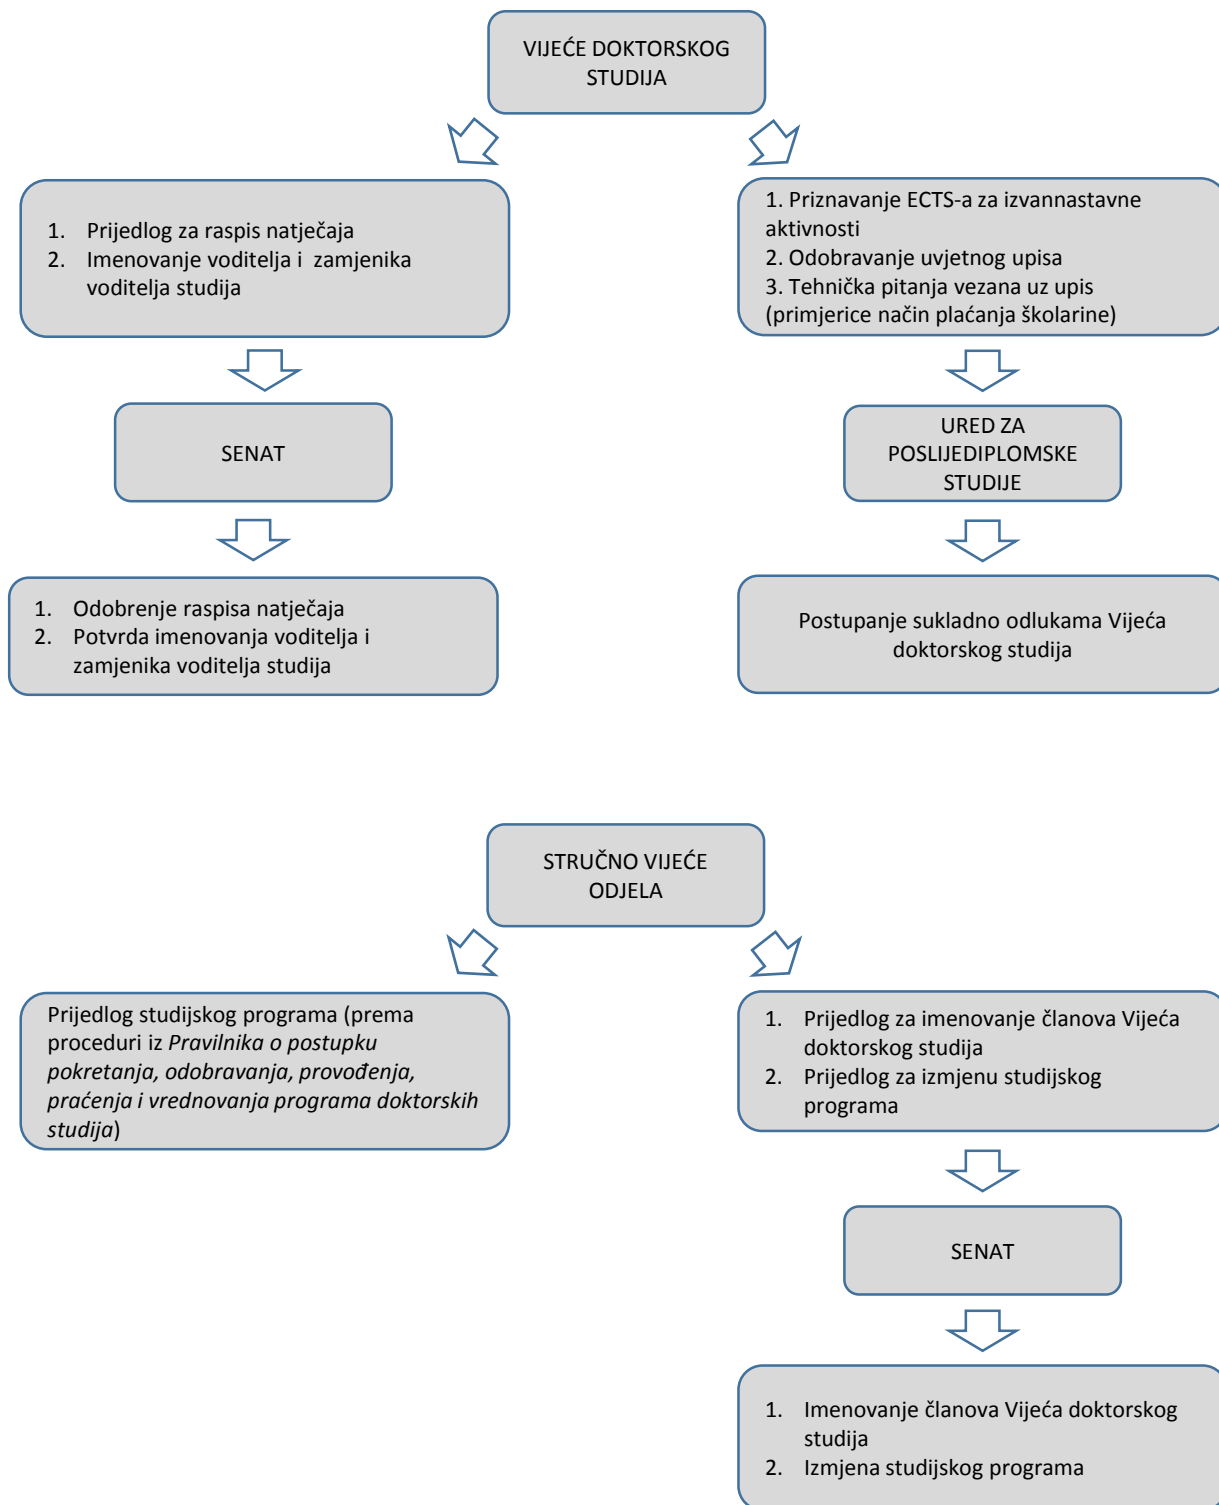 VIJEĆE DOKTORSKOG
STUDIJA
1. Prijedlog za raspis natječaja
2. Imenovanje voditelja i zamjenika
voditelja studija
1. Priznavanje ECTS-a za izvannastavne
aktivnosti
2. Odobravanje uvjetnog upisa
3. Tehnička pitanja vezana uz upis
(primjerice način plaćanja školarine)
SENAT
URED ZA
POSLIJEDIPLOMSKE
STUDIJE
1. Odobrenje raspisa natječaja
2. Potvrda imenovanja voditelja i
zamjenika voditelja studija
Postupanje sukladno odlukama Vijeća
doktorskog studija
STRUČNO VIJEĆE
ODJELA
Prijedlog studijskog programa (prema
proceduri iz Pravilnika o postupku
pokretanja, odobravanja, provođenja,
praćenja i vrednovanja programa doktorskih
studija)
1. Prijedlog za imenovanje članova Vijeća
doktorskog studija
2. Prijedlog za izmjenu studijskog
programa
SENAT
1. Imenovanje članova Vijeća doktorskog
studija
2. Izmjena studijskog programa